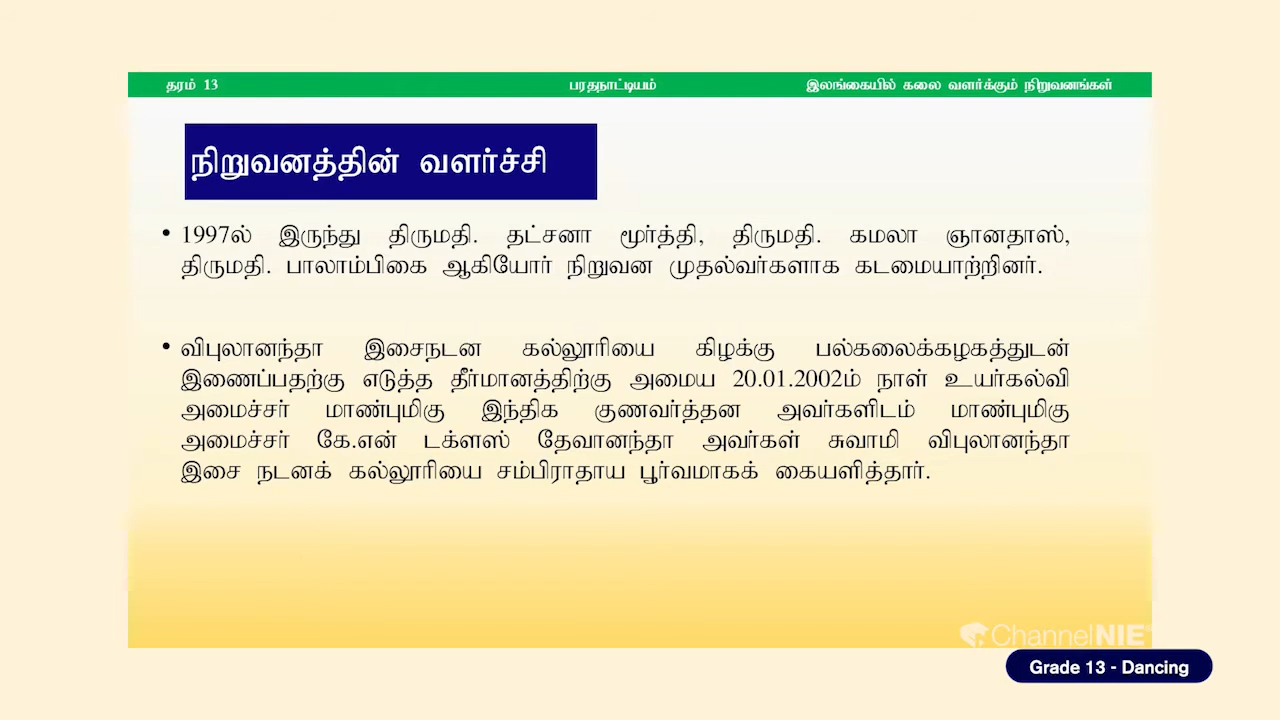 தரம் 13 பரதநாட்டியம் இலங்கையில் கலை வளர்க்கும் நிறுவனங்கள்
நிறுவனத்தின் வளர்ச்சி
• 1997ல் இருந்து திருமதி. தட்சனா மூர்த்தி, திருமதி. கமலா ஞானதாஸ்,
திருமதி. பாலாம்பிகை ஆகியோர் நிறுவன முதல்வர்களாக கடமையாற்றினர்.
• விபுலானந்தா இசைநடன கல்லூரியை கிழக்கு பல்கலைக்கழகத்துடன்
இணைப்பதற்கு எடுத்த தீர்மானத்திற்கு அமைய 20.01.2002ம் நாள் உயர்கல்வி
அமைச்சர் மாண்புமிகு இந்திக குணவர்த்தன அவர்களிடம் மாண்புமிகு
அமைச்சர் கே.என் டக்ளஸ் தேவானந்தா அவர்கள் சுவாமி விபுலானந்தா
இசை நடனக் கல்லூரியை சம்பிராதாய பூர்வமாகக் கையளித்தார்.
ChannelNIE
Grade 13 - Dancing